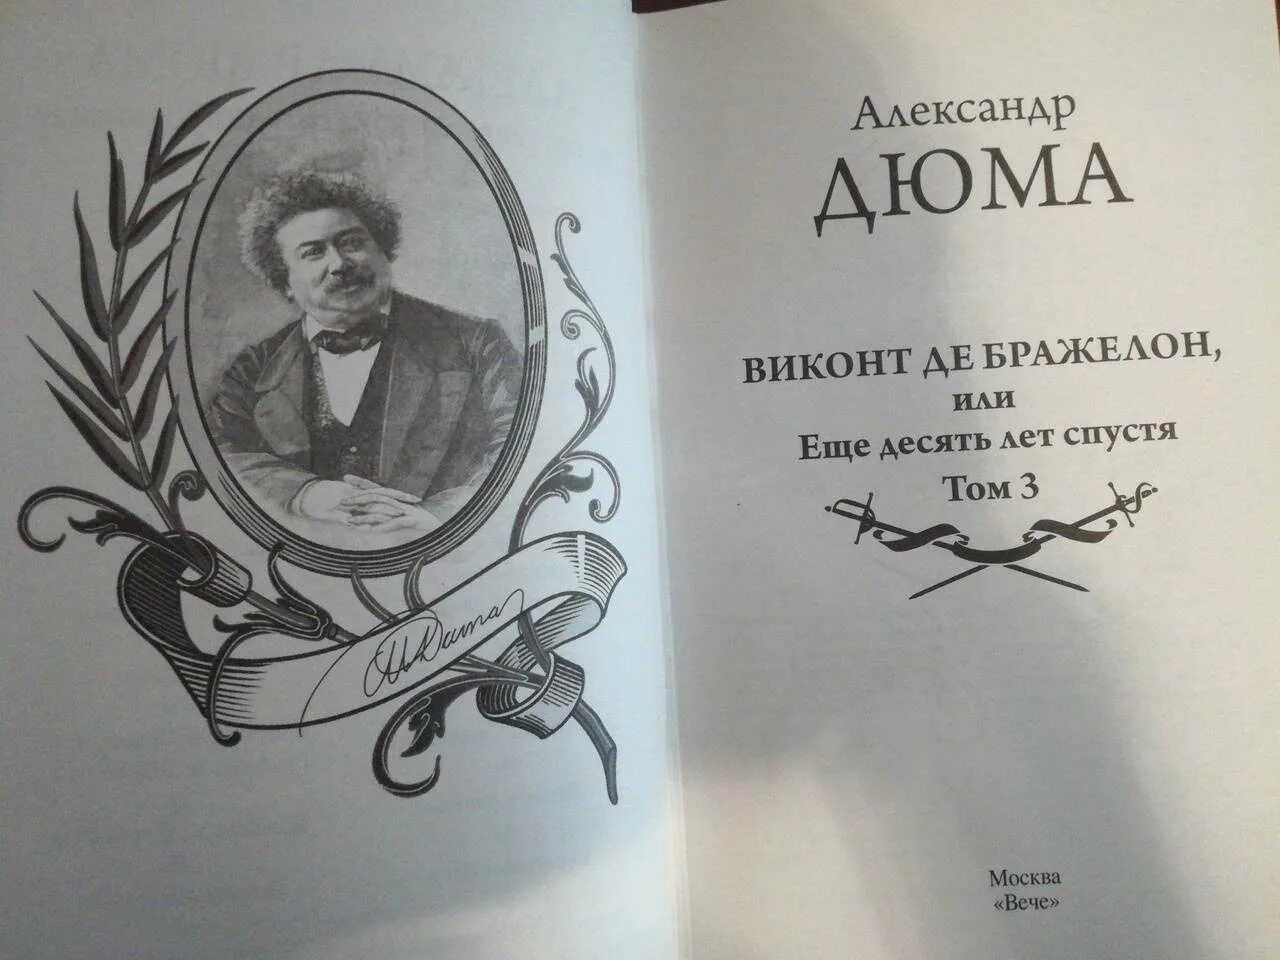 Александр
ДЮМА
ВИКОНТ ДЕ БРАЖЕЛОН,
или
Еще десять лет спустя
Том 3
Москва
«Вече»